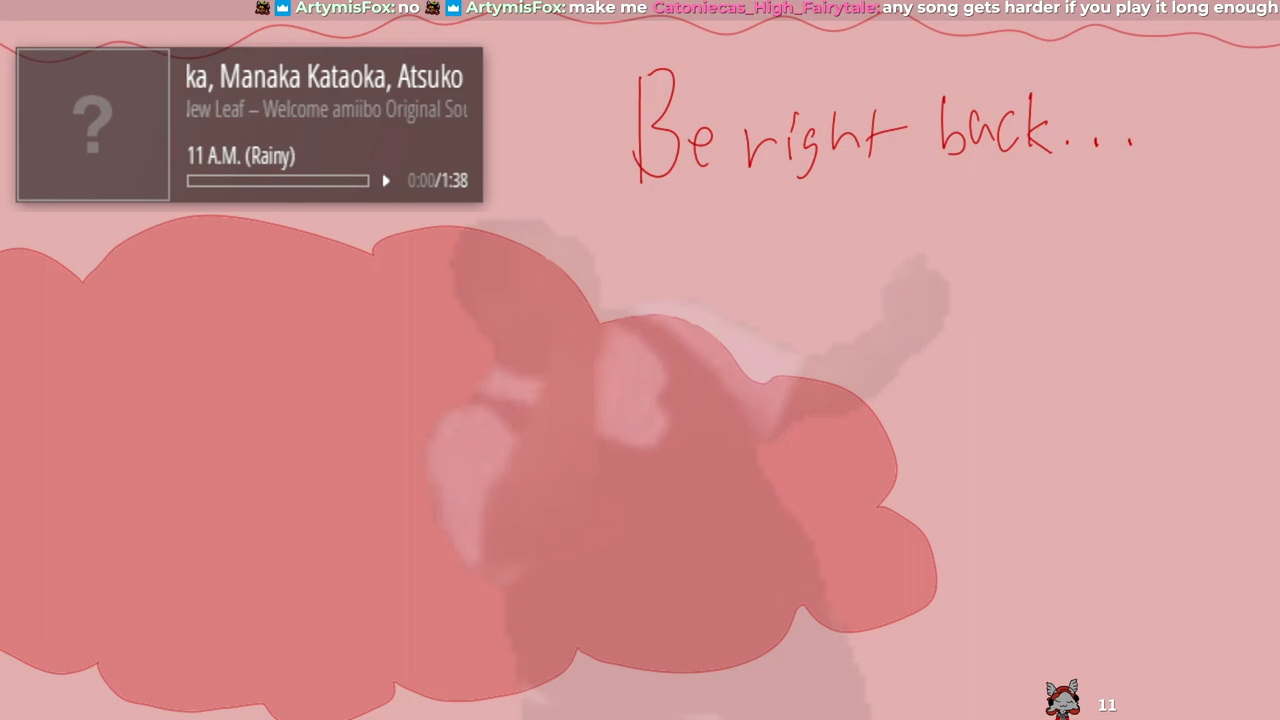 ArtymisFox: no ArtymisFox: make me Catoniecas_High_Fairytale: any song gets harder if you play it long enough
ka, Manaka Kataoka, Atsuko
Jew Leaf – Welcome amiibo Original Sou
11 A.M. (Rainy)
0:00/1:38
?
Be right back...
11